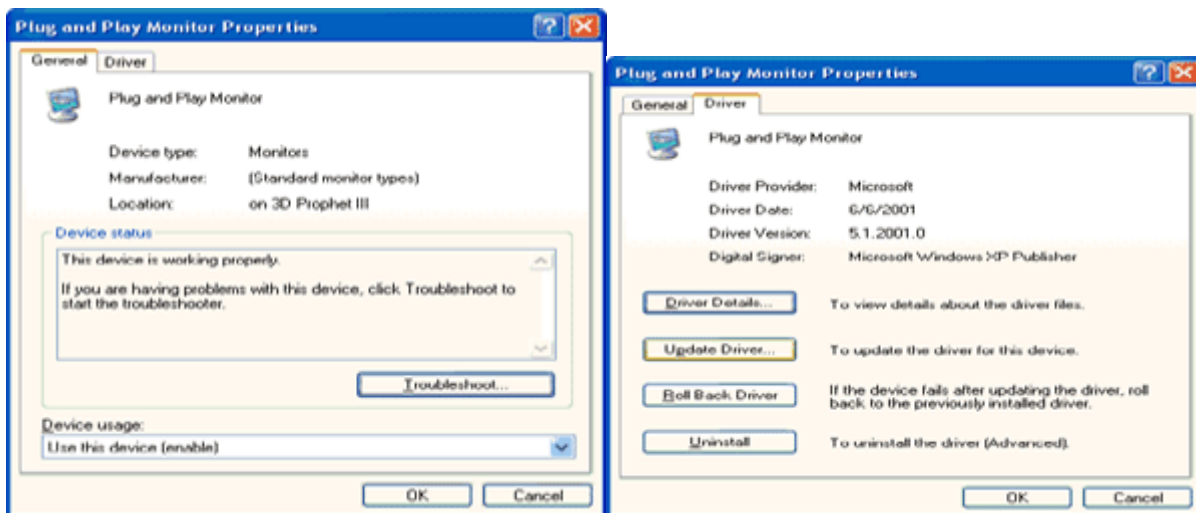 Plug and Play Monitor Properties
General Driver
Plug and Play Monitor
Device type: Monitors
Manufacturer: (Standard monitor types)
Location: on 3D Prophet III
Device status
This device is working properly.
If you are having problems with this device, click Troubleshoot to
start the troubleshooter.
Troubleshoot...
Device usage:
Use this device (enable)
OK Cancel
Plug and Play Monitor Properties
General Driver
Plug and Play Monitor
Driver Provider: Microsoft
Driver Date: 6/6/2001
Driver Version: 5.1.2001.0
Digital Signer: Microsoft Windows XP Publisher
Driver Details... To view details about the driver files.
Update Driver... To update the driver for this device.
Roll Back Driver If the device fails after updating the driver, roll
back to the previously installed driver.
Uninstall To uninstall the driver (Advanced).
OK Cancel